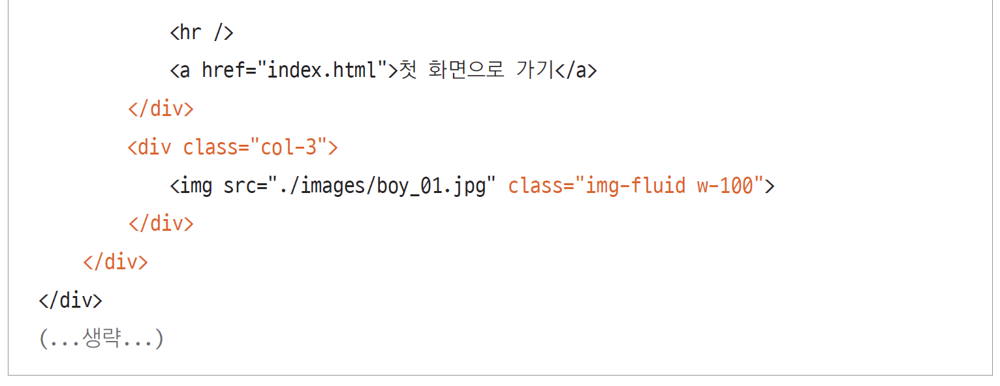 <hr />
<a href="index.html">첫 화면으로 가기</a>
</div>
<div class="col-3">
<img src="./images/boy_01.jpg" class="img-fluid w-100">
</div>
</div>
</div>
(...생략...)